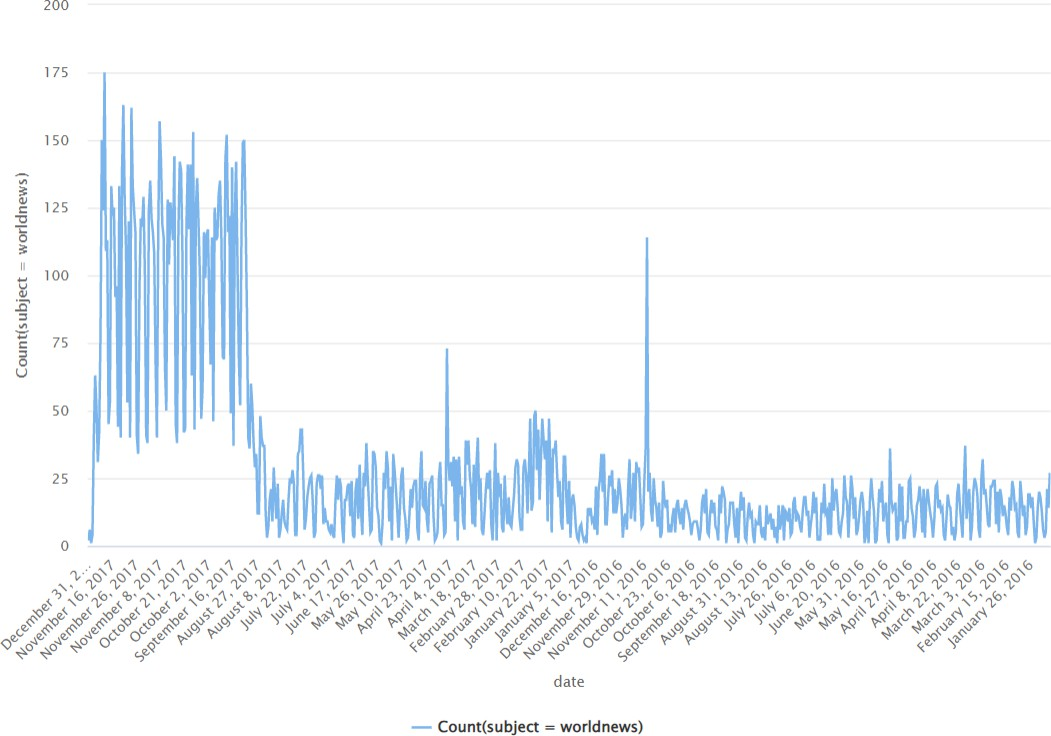 200
175
150
125
100
75
50
25
0
Count(subject = worldnews)
December 31, 2...
November 16, 2017
November 26, 2017
November 8, 2017
October 21, 2017
October 2, 2017
September 16, 2017
August 27, 2017
August 8, 2017
July 22, 2017
July 4, 2017
June 17, 2017
May 26, 2017
May 10, 2017
April 23, 2017
April 4, 2017
March 18, 2017
February 28, 2017
February 10, 2017
January 22, 2017
January 5, 2017
December 16, 2016
November 29, 2016
November 11, 2016
October 23, 2016
October 6, 2016
September 18, 2016
August 31, 2016
August 13, 2016
July 26, 2016
July 6, 2016
June 20, 2016
May 31, 2016
May 16, 2016
April 27, 2016
April 8, 2016
March 22, 2016
March 3, 2016
February 15, 2016
January 26, 2016
date
Count(subject = worldnews)